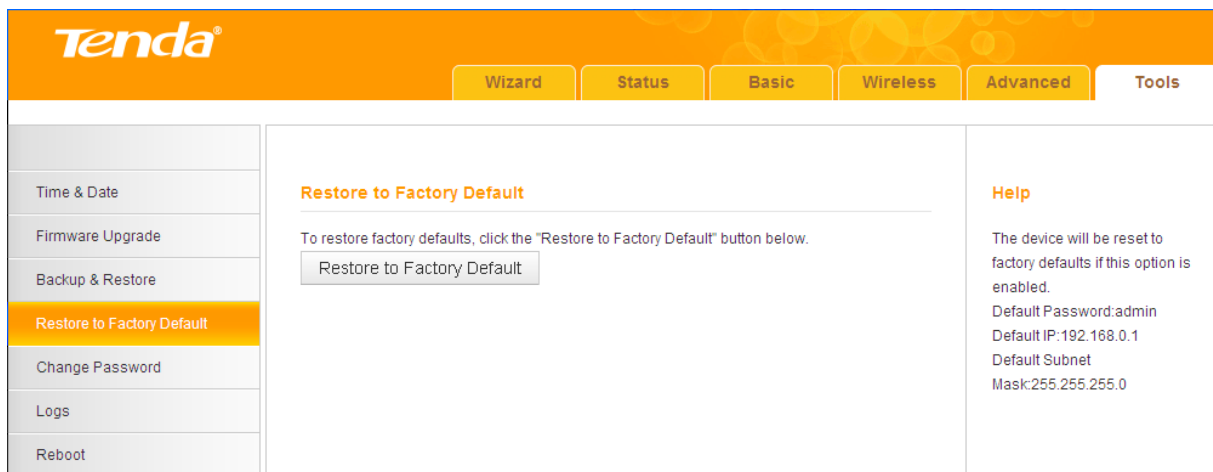 Tenda®
Wizard Status Basic Wireless Advanced Tools
Time & Date
Firmware Upgrade
Backup & Restore
Restore to Factory Default
Change Password
Logs
Reboot
Restore to Factory Default
To restore factory defaults, click the "Restore to Factory Default" button below.
Restore to Factory Default
Help
The device will be reset to
factory defaults if this option is
enabled.
Default Password:admin
Default IP:192.168.0.1
Default Subnet
Mask:255.255.255.0